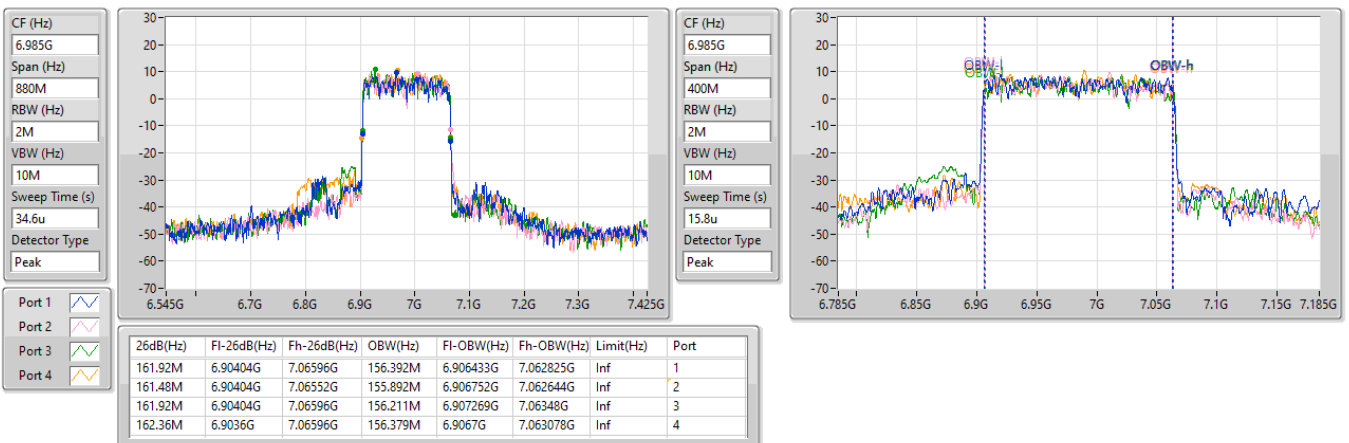 CF (Hz)
6.985G
Span (Hz)
880M
RBW (Hz)
2M
VBW (Hz)
10M
Sweep Time (s)
34.6u
Detector Type
Peak
30
20
10
0
-10
-20
-30
-40
-50
-60
-70
6.545G 6.7G 6.8G 6.9G 7G 7.1G 7.2G 7.3G 7.425G
CF (Hz)
6.985G
Span (Hz)
400M
RBW (Hz)
2M
VBW (Hz)
10M
Sweep Time (s)
15.8u
Detector Type
Peak
30
20
10
0
-10
-20
-30
-40
-50
-60
-70
OBW-l OBW-h
6.785G 6.85G 6.9G 6.95G 7G 7.05G 7.1G 7.15G 7.185G
Port 1
Port 2
Port 3
Port 4
26dB(Hz) Fl-26dB(Hz) Fh-26dB(Hz) OBW(Hz) Fl-OBW(Hz) Fh-OBW(Hz) Limit(Hz) Port
161.92M 6.90404G 7.06596G 156.392M 6.906433G 7.062825G Inf 1
161.48M 6.90404G 7.06552G 155.892M 6.906752G 7.062644G Inf 2
161.92M 6.90404G 7.06596G 156.211M 6.907269G 7.06348G Inf 3
162.36M 6.9036G 7.06596G 156.379M 6.9067G 7.063078G Inf 4